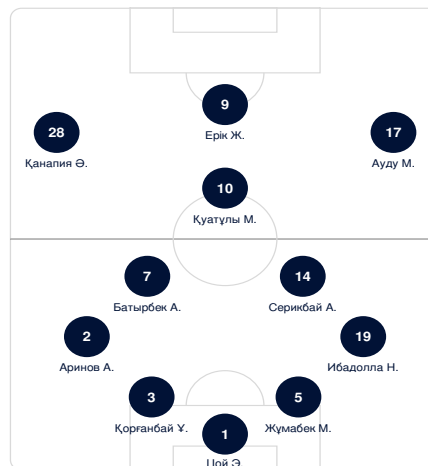 9
Ерік Ж.
28
Қанапия Ә.
17
Ауду М.
10
Қуатұлы М.
7
Батырбек А.
14
Серикбай А.
2
Аринов А.
19
Ибадолла Н.
3
Қорғанбай Ұ.
5
Жұмабек М.
1
Цой Э.